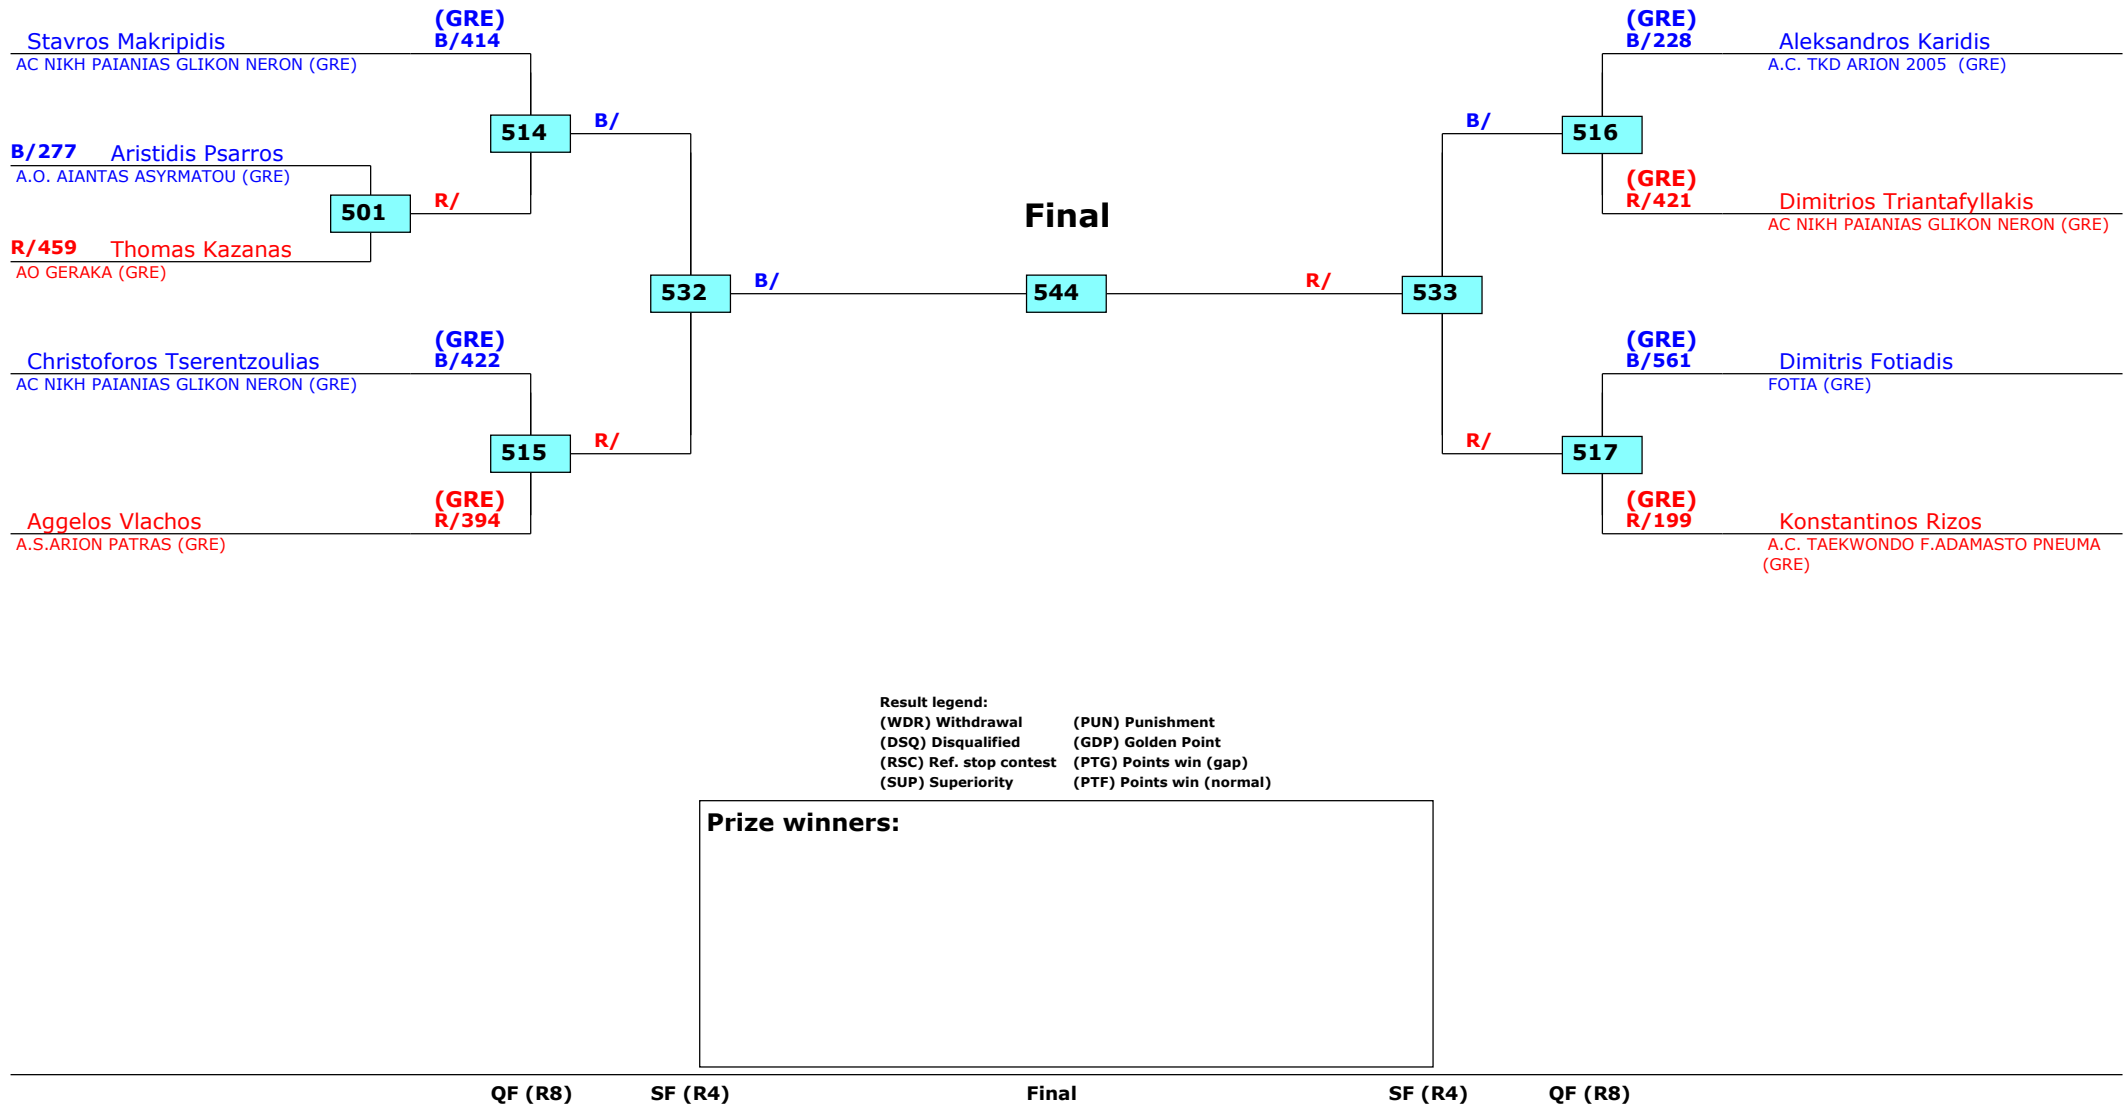 (GRE)
Stavros Makripidis B/414
AC NIKH PAIANIAS GLIKON NERON (GRE)
514
B/
B/277 Aristidis Psarros
A.O. AIANTAS ASYRMATOU (GRE)
501
R/
R/459 Thomas Kazanas
AO GERAKA (GRE)
532
B/
(GRE)
Christoforos Tserentzoulias B/422
AC NIKH PAIANIAS GLIKON NERON (GRE)
515
R/
(GRE)
Aggelos Vlachos R/394
A.S.ARION PATRAS (GRE)
Final
544
(GRE)
B/228 Aleksandros Karidis
A.C. TKD ARION 2005 (GRE)
B/
516
(GRE)
R/421 Dimitrios Triantafyllakis
AC NIKH PAIANIAS GLIKON NERON (GRE)
R/
533
(GRE)
B/561 Dimitris Fotiadis
FOTIA (GRE)
R/
517
(GRE)
R/199 Konstantinos Rizos
A.C. TAEKWONDO F.ADAMASTO PNEUMA
(GRE)
Result legend:
(WDR) Withdrawal (PUN) Punishment
(DSQ) Disqualified (GDP) Golden Point
(RSC) Ref. stop contest (PTG) Points win (gap)
(SUP) Superiority (PTF) Points win (normal)
Prize winners:
QF (R8) SF (R4) Final SF (R4) QF (R8)